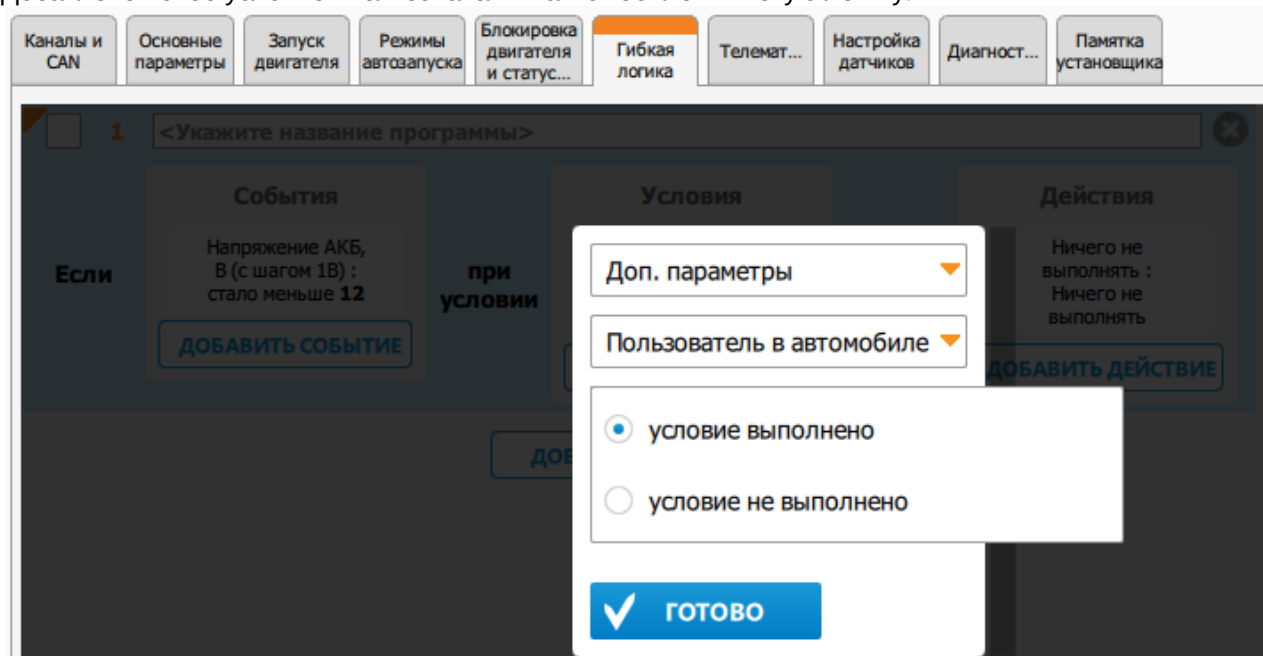 Каналы и
CAN
Основные
параметры
Запуск
двигателя
Режимы
автозапуска
Блокировка
двигателя
и статус...
Гибкая
логика
Телемат...
Настройка
датчиков
Диагност...
Памятка
установщика
1
<Укажите название программы>
События
Условия
Действия
Если
Напряжение АКБ,
В (с шагом 1В) :
стало меньше 12
ДОБАВИТЬ СОБЫТИЕ
при
условии
Доп. параметры
Пользователь в автомобиле
условие выполнено
условие не выполнено
ГОТОВО
Ничего не
выполнять :
Ничего не
выполнять
ДОБАВИТЬ ДЕЙСТВИЕ